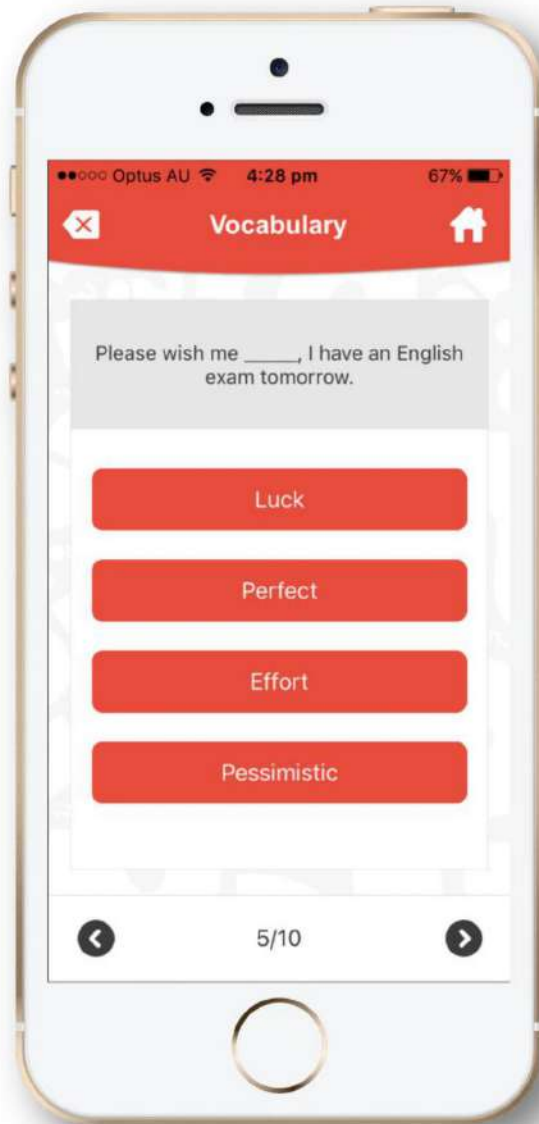 Optus AU 4:28 pm 67%
Vocabulary
Please wish me _____, I have an English
exam tomorrow.
Luck
Perfect
Effort
Pessimistic
5/10